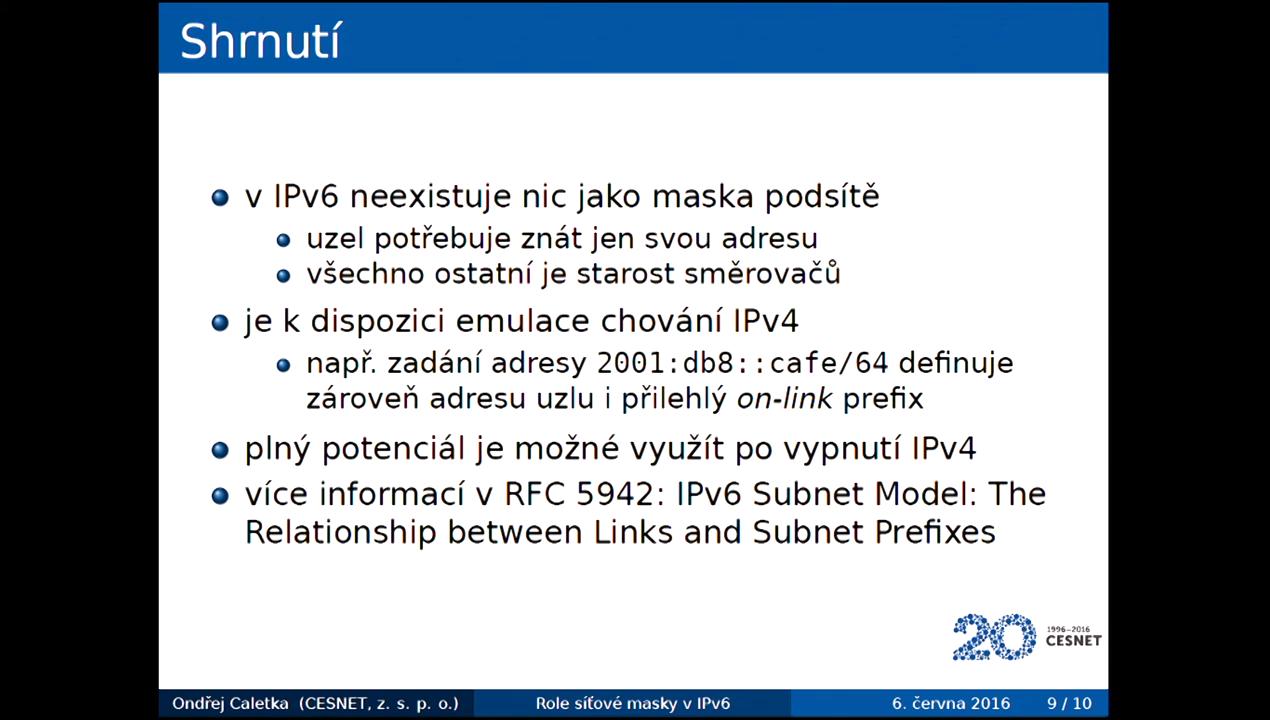 Shrnutí
v IPv6 neexistuje nic jako maska podsítě
uzel potřebuje znát jen svou adresu
všechno ostatní je starost směrovačů
je k dispozici emulace chování IPv4
např. zadání adresy 2001:db8::cafe/64 definuje
zároveň adresu uzlu i přilehlý on-link prefix
plný potenciál je možné využít po vypnutí IPv4
více informací v RFC 5942: IPv6 Subnet Model: The
Relationship between Links and Subnet Prefixes
20 1996–2016
CESNET
Ondřej Caletka (CESNET, z. s. p. o.) Role síťové masky v IPv6 6. června 2016 9 / 10